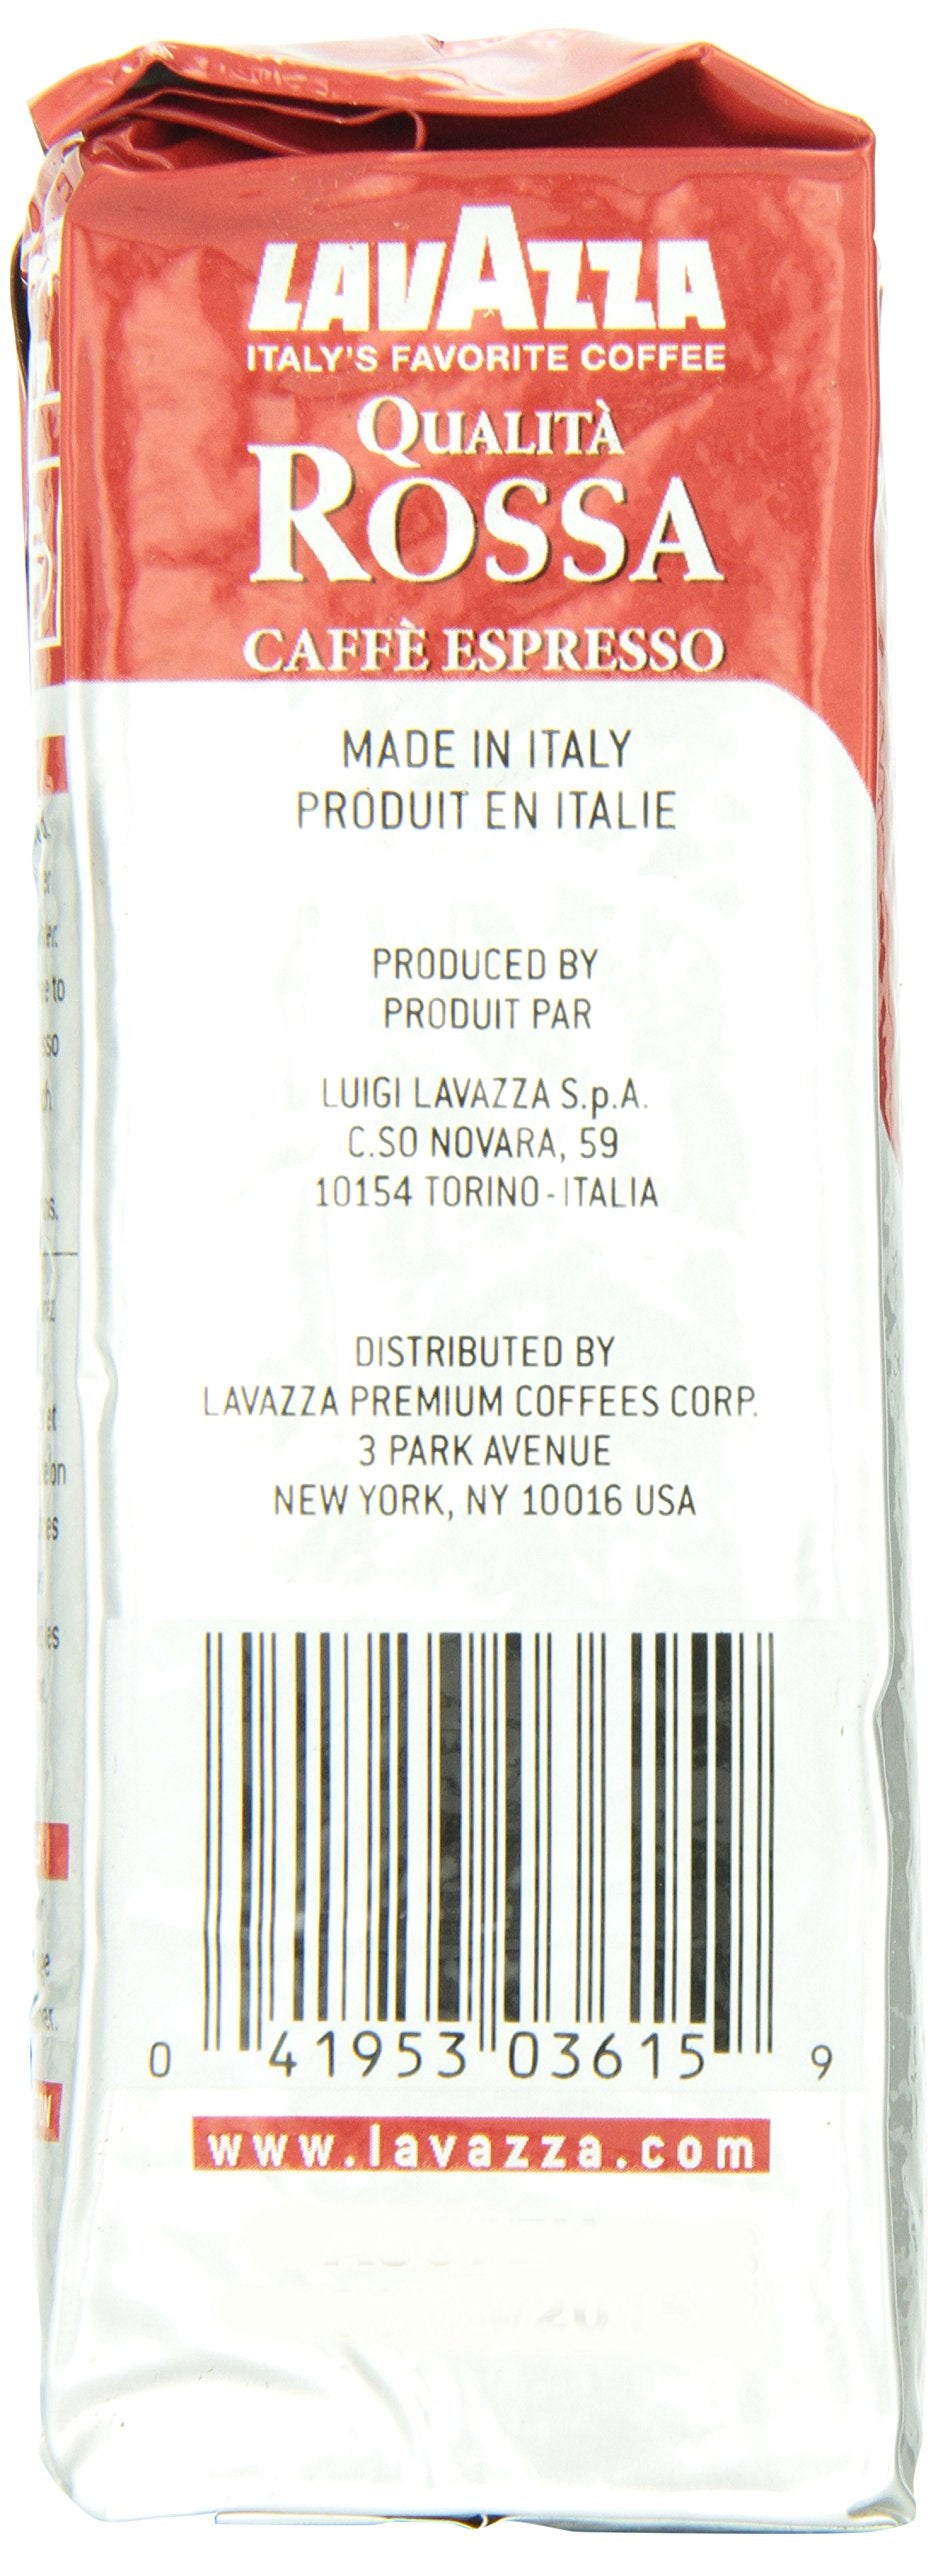 LAVAZZA
ITALY'S FAVORITE COFFEE
QUALITÀ
ROSSA
CAFFÈ ESPRESSO
MADE IN ITALY
PRODUIT EN ITALIE
PRODUCED BY
PRODUIT PAR
LUIGI LAVAZZA S.p.A.
C.SO NOVARA, 59
10154 TORINO - ITALIA
DISTRIBUTED BY
LAVAZZA PREMIUM COFFEES CORP.
3 PARK AVENUE
NEW YORK, NY 10016 USA
0 41953 03615 9
www.lavazza.com